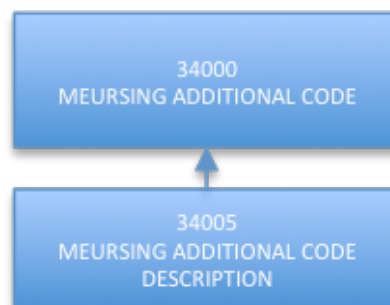 34000
MEURSING ADDITIONAL CODE
34005
MEURSING ADDITIONAL CODE
DESCRIPTION